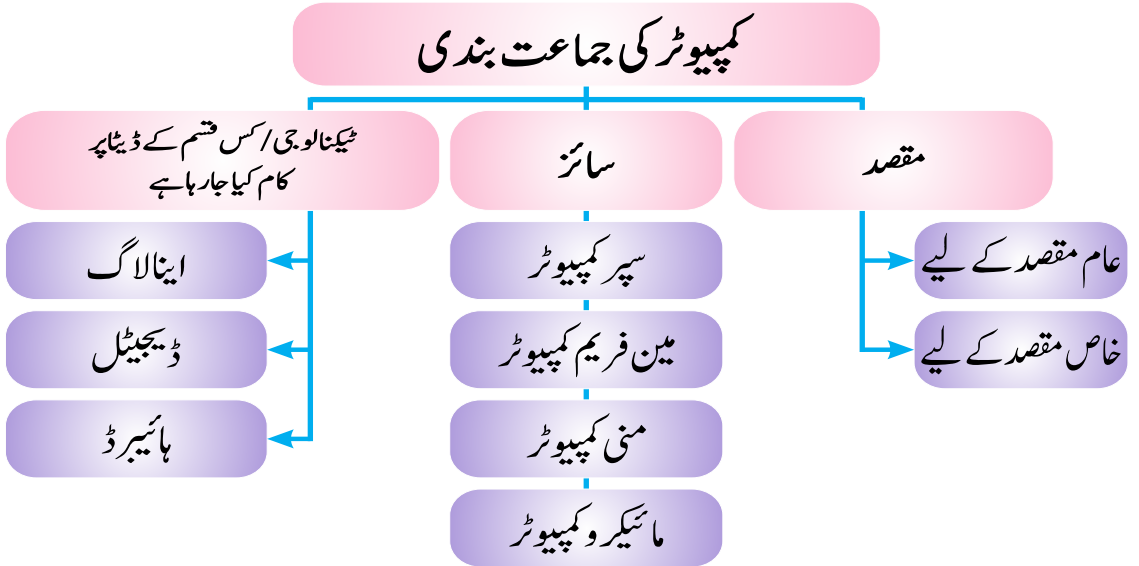 کمپیوٹر کی جماعت بندی
مقصد
عام مقصد کے لیے
خاص مقصد کے لیے
سائز
سپر کمپیوٹر
مین فریم کمپیوٹر
منی کمپیوٹر
مائیکرو کمپیوٹر
ٹیکنالوجی/کس قسم کے ڈیٹا پر
کام کیا جا رہا ہے
اینالاگ
ڈیجیٹل
ہائیبرڈ